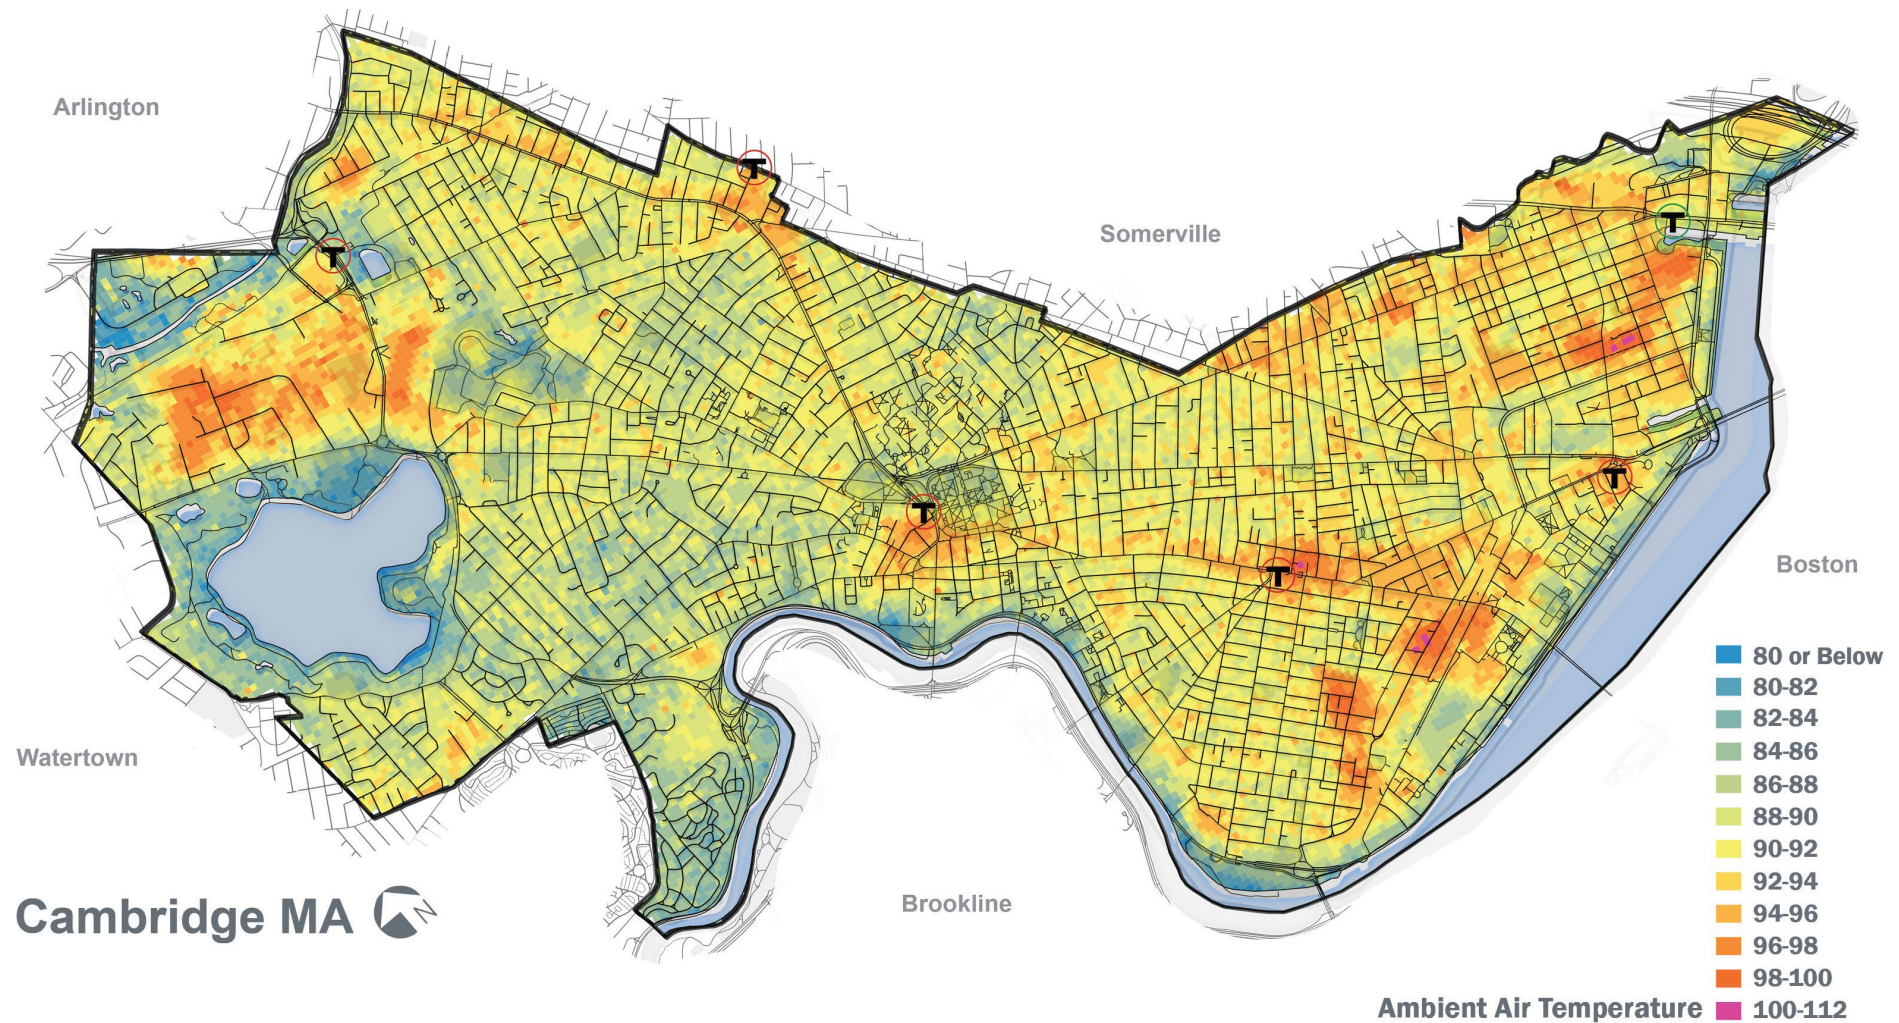 Arlington
T
T
Somerville
T
T
T
T
Boston
Watertown
Brookline
Cambridge MA
N
80 or Below
80-82
82-84
84-86
86-88
88-90
90-92
92-94
94-96
96-98
98-100
Ambient Air Temperature 100-112